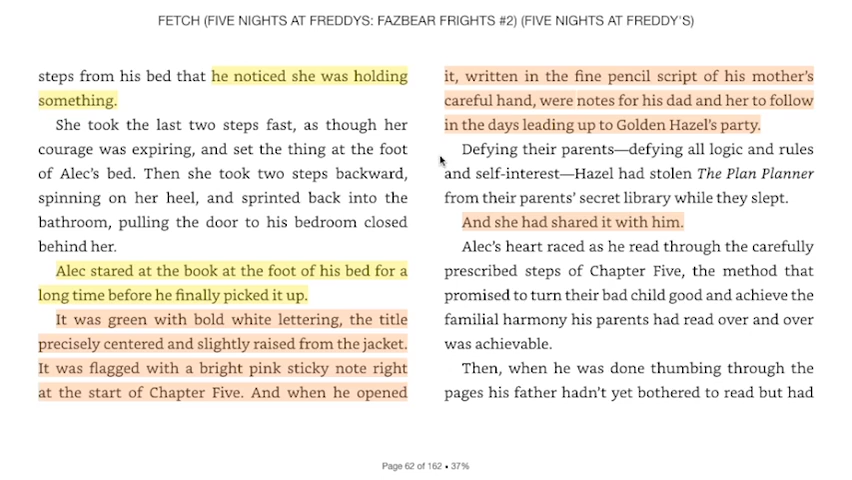 FETCH (FIVE NIGHTS AT FREDDYS: FAZBEAR FRIGHTS #2) (FIVE NIGHTS AT FREDDY'S)
steps from his bed that he noticed she was holding
something.
She took the last two steps fast, as though her
courage was expiring, and set the thing at the foot
of Alec's bed. Then she took two steps backward,
spinning on her heel, and sprinted back into the
bathroom, pulling the door to his bedroom closed
behind her.
Alec stared at the book at the foot of his bed for a
long time before he finally picked it up.
It was green with bold white lettering, the title
precisely centered and slightly raised from the jacket.
It was flagged with a bright pink sticky note right
at the start of Chapter Five. And when he opened
it, written in the fine pencil script of his mother's
careful hand, were notes for his dad and her to follow
in the days leading up to Golden Hazel's party.
Defying their parents—defying all logic and rules
and self-interest—Hazel had stolen The Plan Planner
from their parents' secret library while they slept.
And she had shared it with him.
Alec's heart raced as he read through the carefully
prescribed steps of Chapter Five, the method that
promised to turn their bad child good and achieve the
familial harmony his parents had read over and over
was achievable.
Then, when he was done thumbing through the
pages his father hadn't yet bothered to read but had
Page 62 of 162 • 37%